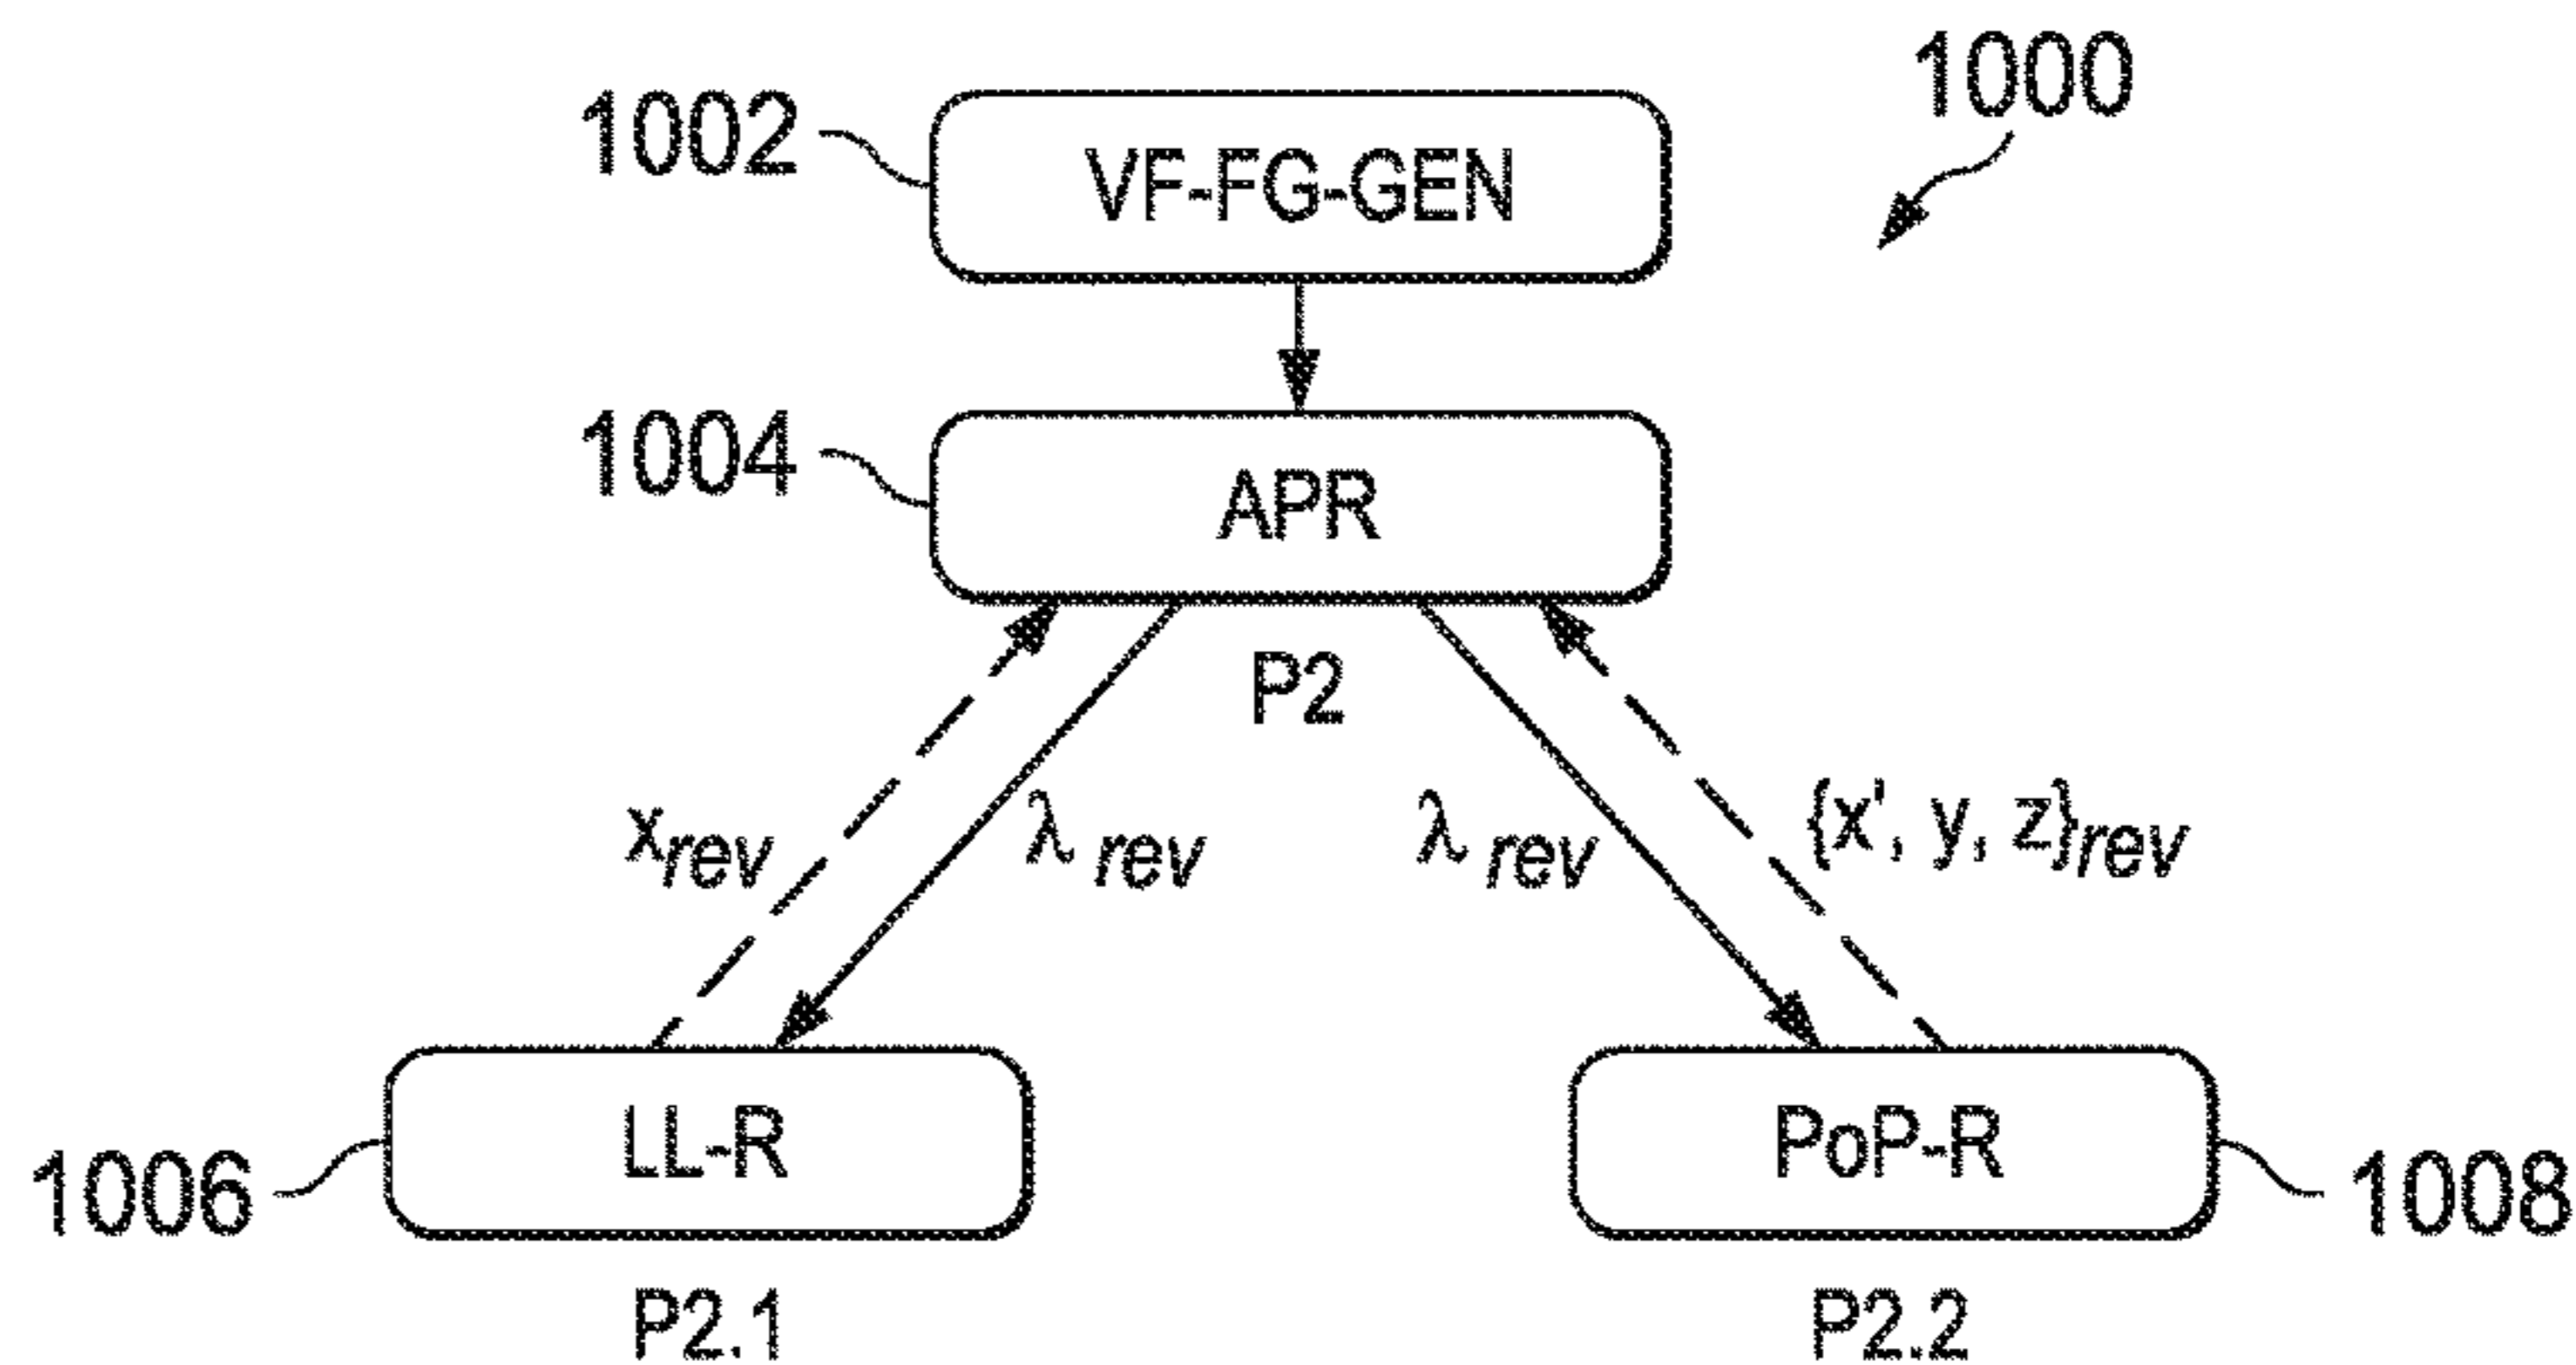 1000
1002
VF-FG-GEN
1004
APR
P2
x_rev
λ rev
λ rev
{x', y, z}rev
LL-R
PoP-R
1006
1008
P2.1
P2.2